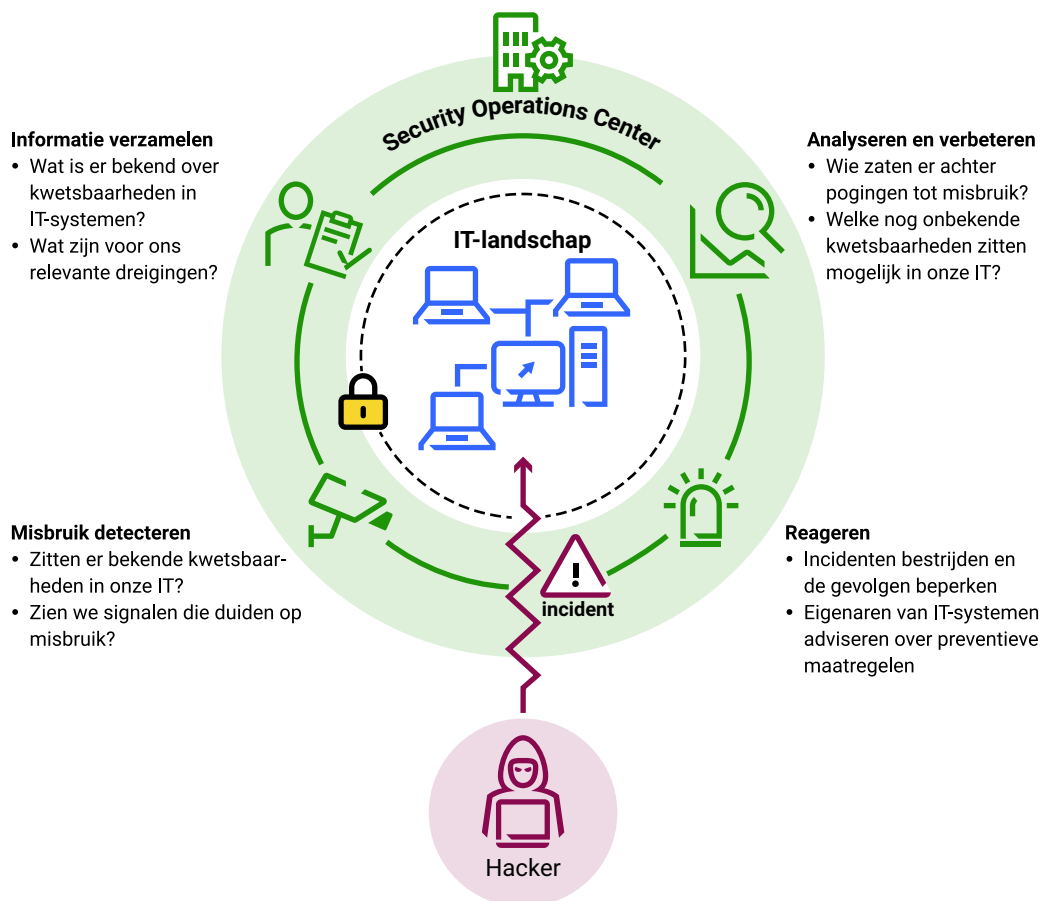 Security Operations Center
Informatie verzamelen
• Wat is er bekend over
kwetsbaarheden in
IT-systemen?
• Wat zijn voor ons
relevante dreigingen?
Analyseren en verbeteren
• Wie zaten er achter
pogingen tot misbruik?
• Welke nog onbekende
kwetsbaarheden zitten
mogelijk in onze IT?
IT-landschap
Misbruik detecteren
• Zitten er bekende kwetsbaar-
heden in onze IT?
• Zien we signalen die duiden op
misbruik?
Reageren
• Incidenten bestrijden en
de gevolgen beperken
• Eigenaren van IT-systemen
adviseren over preventieve
maatregelen
!
incident
Hacker